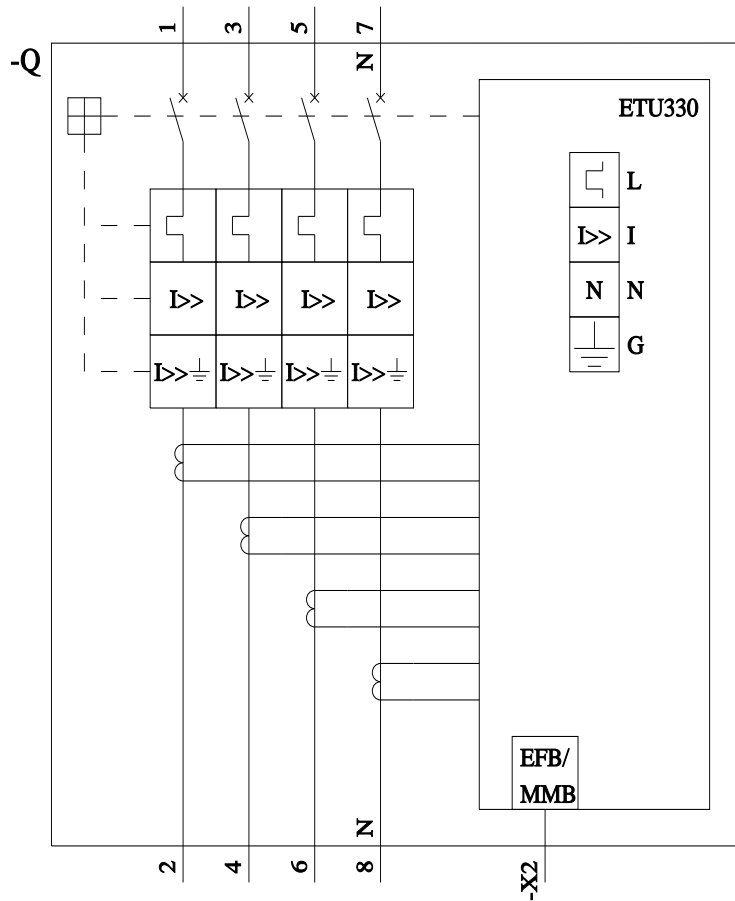 1 3 5 7
-Q
N
ETU330
L
I>> I
N N
G
I>> I>> I>> I>>
I>> I>> I>> I>>
EFB/
MMB
N
2 4 6 8
-X2